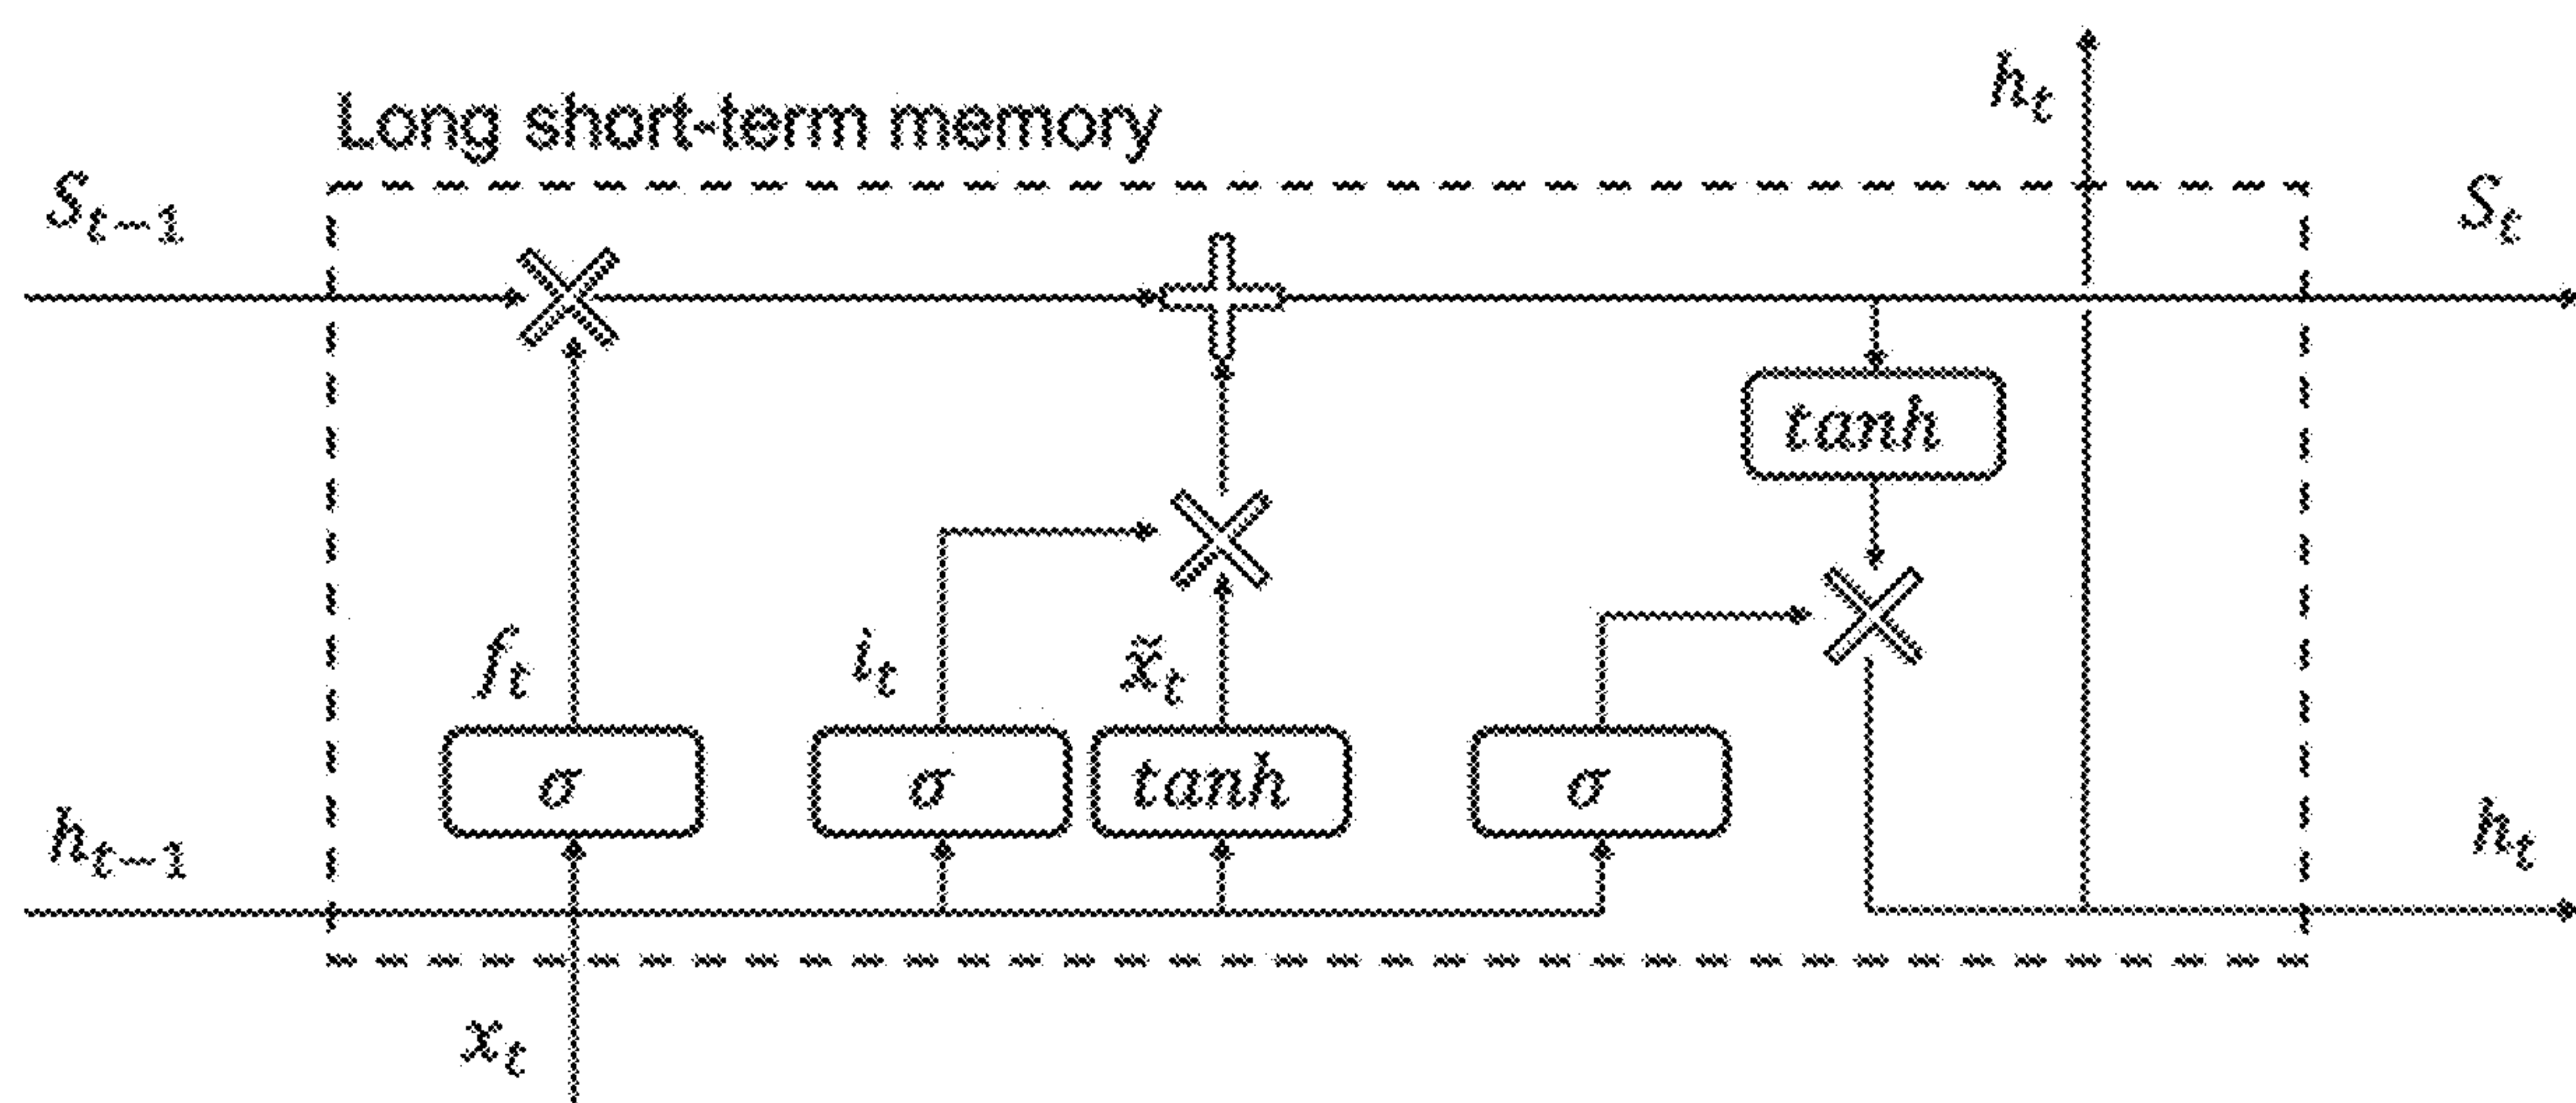 h_t
Long short-term memory
S_{t-1}
S_t
tanh
f_t
i_t
x̃_t
σ
σ
tanh
σ
h_{t-1}
h_t
x_t